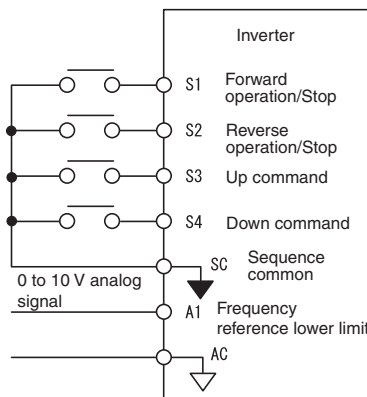 Inverter
S1 Forward
operation/Stop
S2 Reverse
operation/Stop
S3 Up command
S4 Down command
SC Sequence
common
0 to 10 V analog
signal
A1 Frequency
reference lower limit
AC